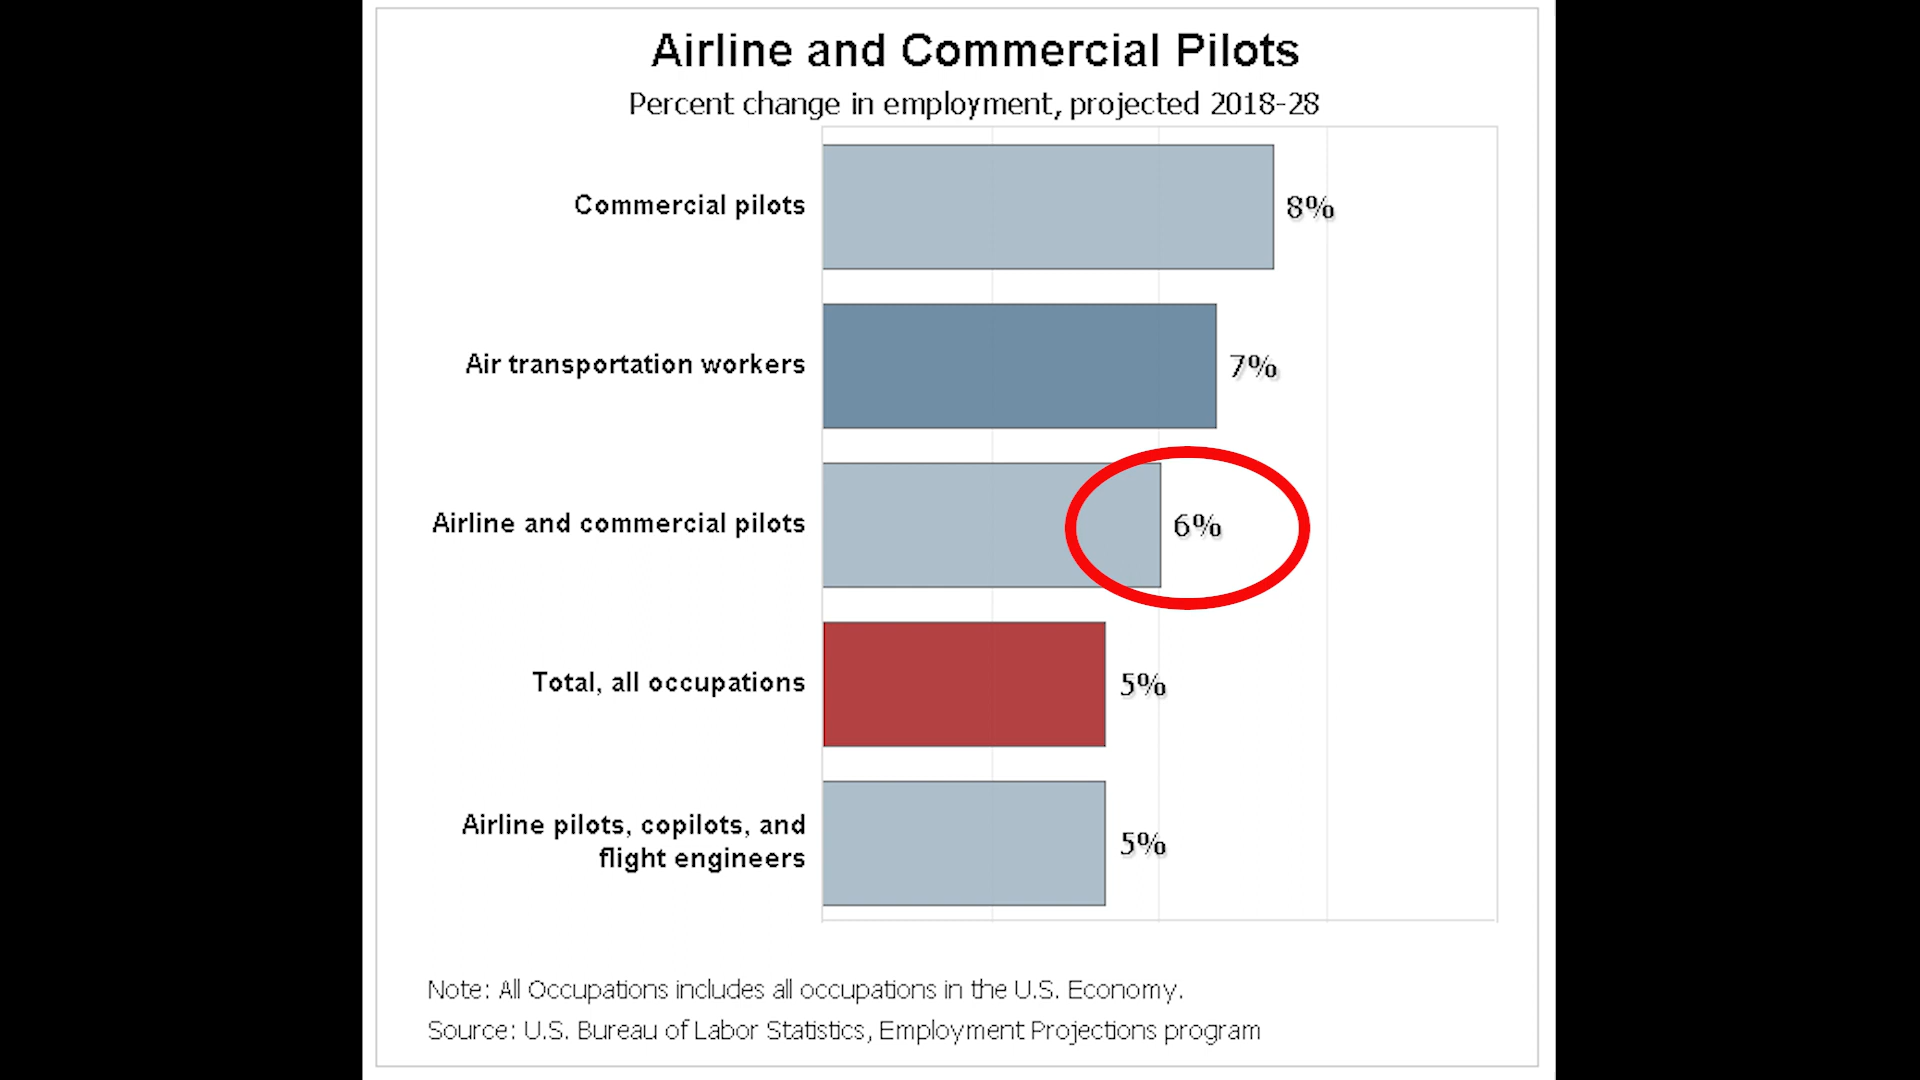 Airline and Commercial Pilots
Percent change in employment, projected 2018-28
Commercial pilots
8%
Air transportation workers
7%
Airline and commercial pilots
6%
Total, all occupations
5%
Airline pilots, copilots, and
flight engineers
5%
Note: All Occupations includes all occupations in the U.S. Economy.
Source: U.S. Bureau of Labor Statistics, Employment Projections program